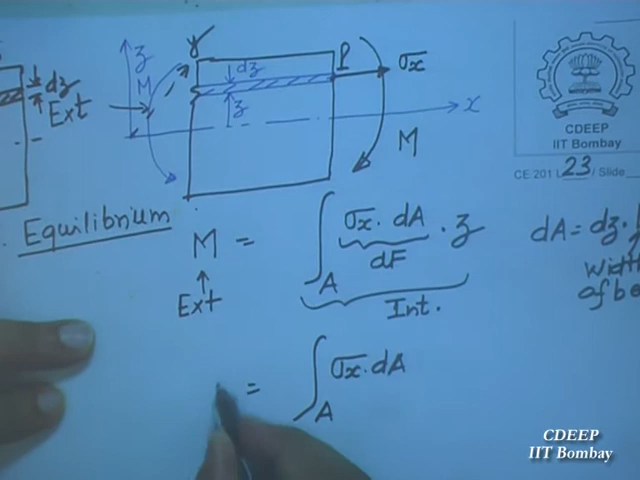 z
M
dz
Ext
γ
dz
z
P
σx
x
M
CDEEP
IIT Bombay
CE 201 L 23 / Slide
Equilibrium
M = ∫A σx . dA . z
dF
Ext
Int.
dA = dz .
width
of be
= ∫A σx . dA
CDEEP
IIT Bombay